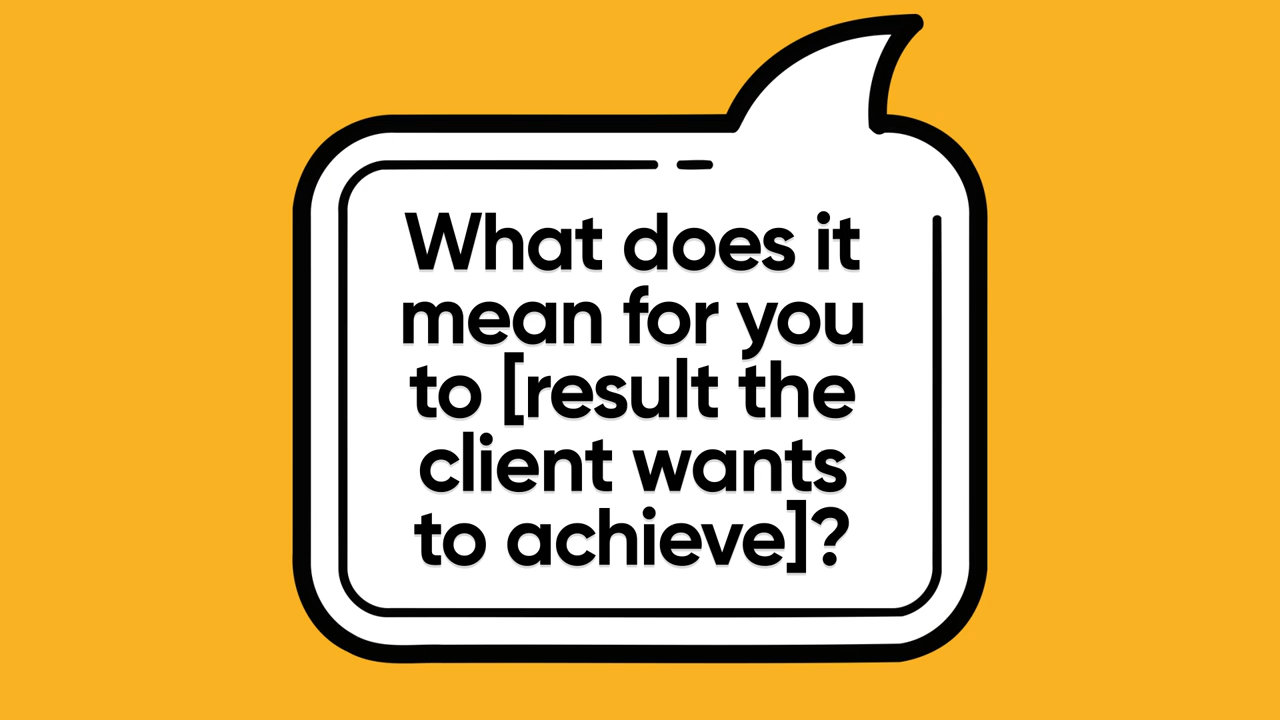 What does it
mean for you
to [result the
client wants
to achieve]?